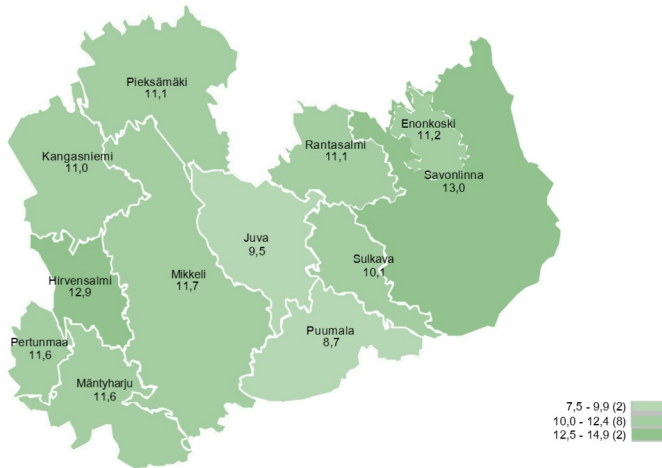 Pieksämäki
11,1
Kangasniemi
11,0
Rantasalmi
11,1
Enonkoski
11,2
Savonlinna
13,0
Juva
9,5
Sulkava
10,1
Hirvensalmi
12,9
Mikkeli
11,7
Puumala
8,7
Pertunmaa
11,6
Mäntyharju
11,6
7,5 - 9,9 (2)
10,0 - 12,4 (8)
12,5 - 14,9 (2)